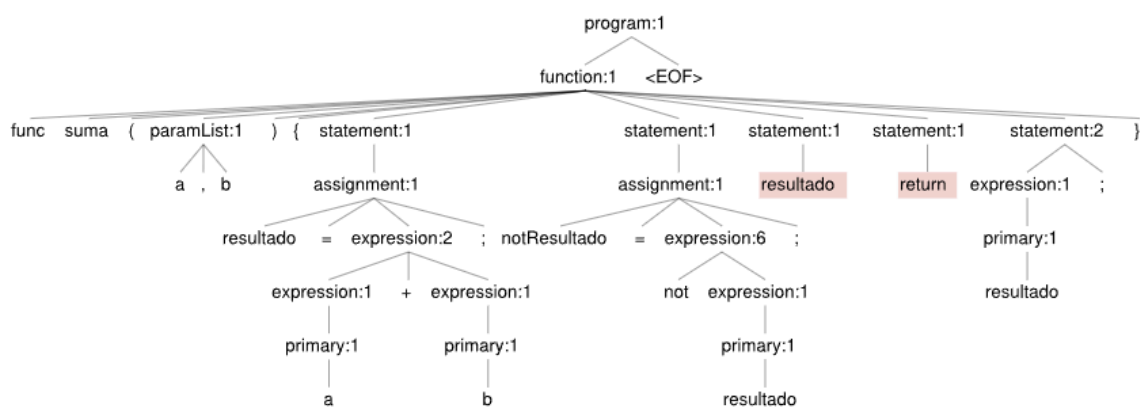 program:1
function:1 <EOF>
func suma ( paramList:1 ) { statement:1 statement:1 statement:1 statement:1 statement:2 }
a , b assignment:1 assignment:1 resultado return expression:1 ;
resultado = expression:2 ; notResultado = expression:6 ; primary:1
expression:1 + expression:1 not expression:1 resultado
primary:1 primary:1 primary:1
a b resultado